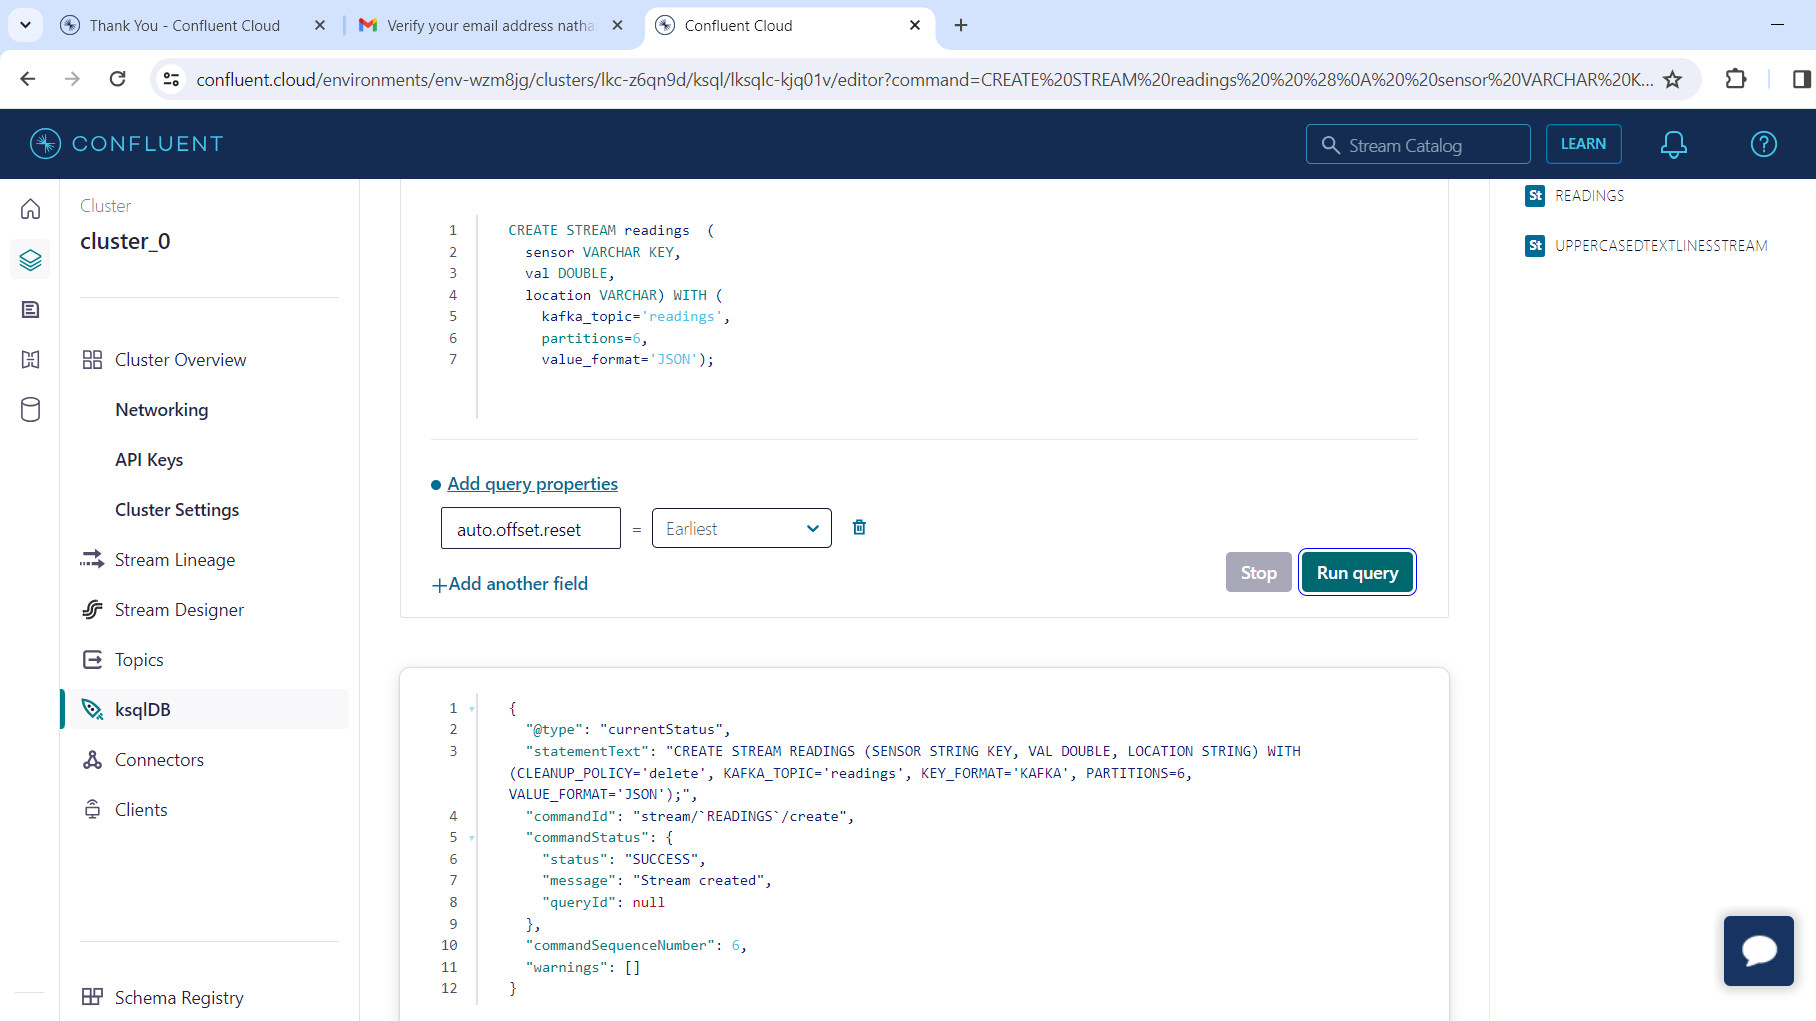 Thank You - Confluent Cloud
Verify your email address natha
Confluent Cloud
confluent.cloud/environments/env-wzm8jg/clusters/lkc-z6qn9d/ksql/lksqlc-kjq01v/editor?command=CREATE%20STREAM%20readings%20%20%28%0A%20%20sensor%20VARCHAR%20K...
CONFLUENT
Stream Catalog
LEARN
Cluster
cluster_0
Cluster Overview
Networking
API Keys
Cluster Settings
Stream Lineage
Stream Designer
Topics
ksqlDB
Connectors
Clients
Schema Registry
1 CREATE STREAM readings  (
2 sensor VARCHAR KEY,
3 val DOUBLE,
4 location VARCHAR) WITH (
5 kafka_topic='readings',
6 partitions=6,
7 value_format='JSON');
Add query properties
auto.offset.reset = Earliest
+Add another field
Stop
Run query
1 {
2 "@type": "currentStatus",
3 "statementText": "CREATE STREAM READINGS (SENSOR STRING KEY, VAL DOUBLE, LOCATION STRING) WITH
(CLEANUP_POLICY='delete', KAFKA_TOPIC='readings', KEY_FORMAT='KAFKA', PARTITIONS=6,
VALUE_FORMAT='JSON');",
4 "commandId": "stream/`READINGS`/create",
5 "commandStatus": {
6 "status": "SUCCESS",
7 "message": "Stream created",
8 "queryId": null
9 },
10 "commandSequenceNumber": 6,
11 "warnings": []
12 }
St READINGS
St UPPERCASEDTEXTLINESSTREAM